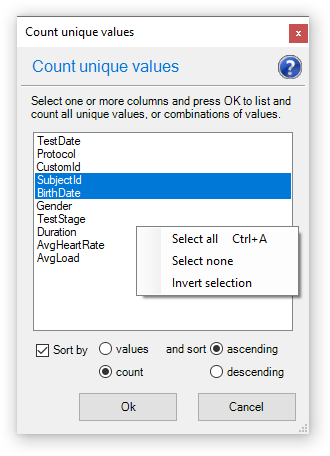 Count unique values
x
Count unique values
?
Select one or more columns and press OK to list and
count all unique values, or combinations of values.
TestDate
Protocol
CustomId
SubjectId
BirthDate
Gender
TestStage
Duration
AvgHeartRate
AvgLoad
Select all Ctrl+A
Select none
Invert selection
Sort by values and sort ascending
count descending
Ok Cancel